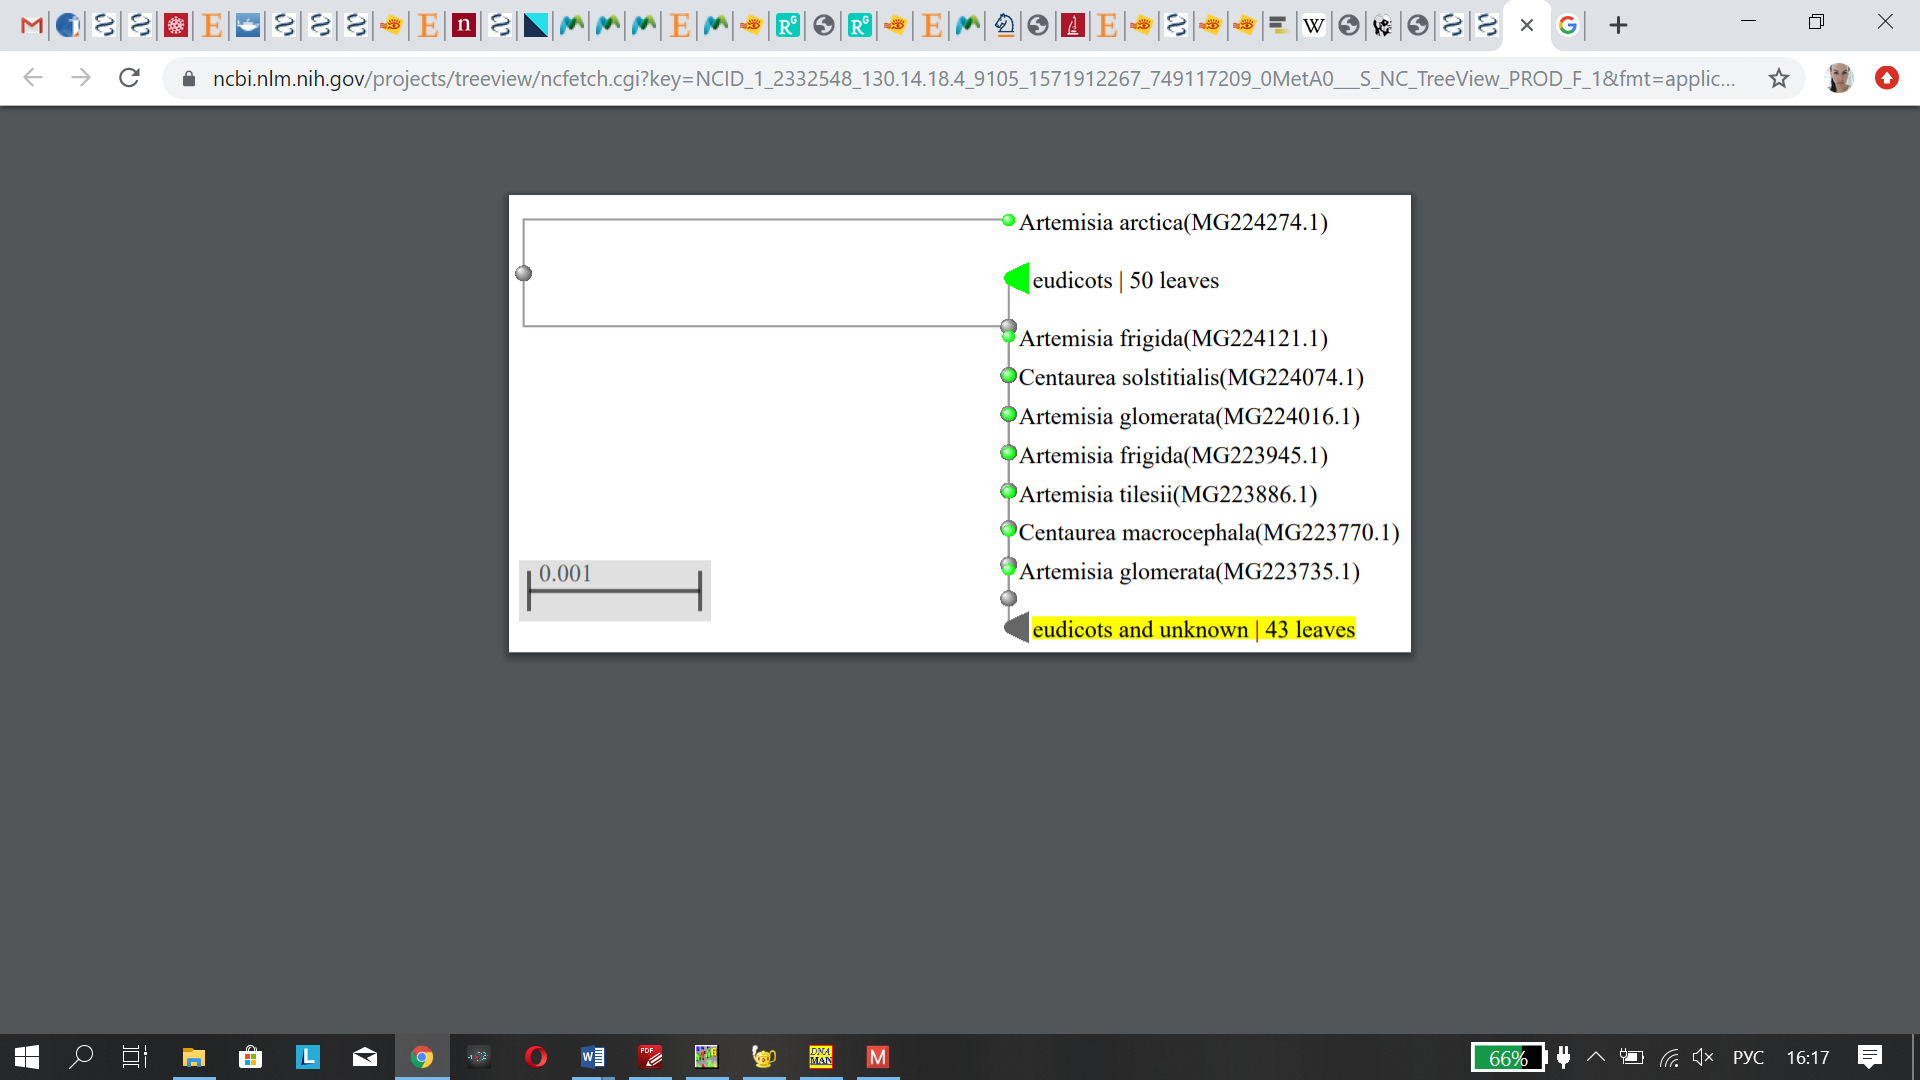 ncbi.nlm.nih.gov/projects/treeview/ncfetch.cgi?key=NCID_1_2332548_130.14.18.4_9105_1571912267_749117209_0MetA0___S_NC_TreeView_PROD_F_1&fmt=applic...
Artemisia arctica(MG224274.1)
eudicots | 50 leaves
Artemisia frigida(MG224121.1)
Centaurea solstitialis(MG224074.1)
Artemisia glomerata(MG224016.1)
Artemisia frigida(MG223945.1)
Artemisia tilesii(MG223886.1)
Centaurea macrocephala(MG223770.1)
0.001
Artemisia glomerata(MG223735.1)
eudicots and unknown | 43 leaves
66%
РУС
16:17